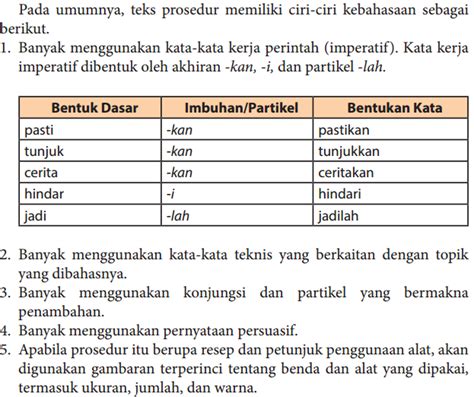 Pada umumnya, teks prosedur memiliki ciri-ciri kebahasaan sebagai
berikut.
1. Banyak menggunakan kata-kata kerja perintah (imperatif). Kata kerja
imperatif dibentuk oleh akhiran -kan, -i, dan partikel -lah.
Bentuk Dasar Imbuhan/Partikel Bentukan Kata
pasti -kan pastikan
tunjuk -kan tunjukkan
cerita -kan ceritakan
hindar -i hindari
jadi -lah jadilah
2. Banyak menggunakan kata-kata teknis yang berkaitan dengan topik
yang dibahasnya.
3. Banyak menggunakan konjungsi dan partikel yang bermakna
penambahan.
4. Banyak menggunakan pernyataan persuasif.
5. Apabila prosedur itu berupa resep dan petunjuk penggunaan alat, akan
digunakan gambaran terperinci tentang benda dan alat yang dipakai,
termasuk ukuran, jumlah, dan warna.